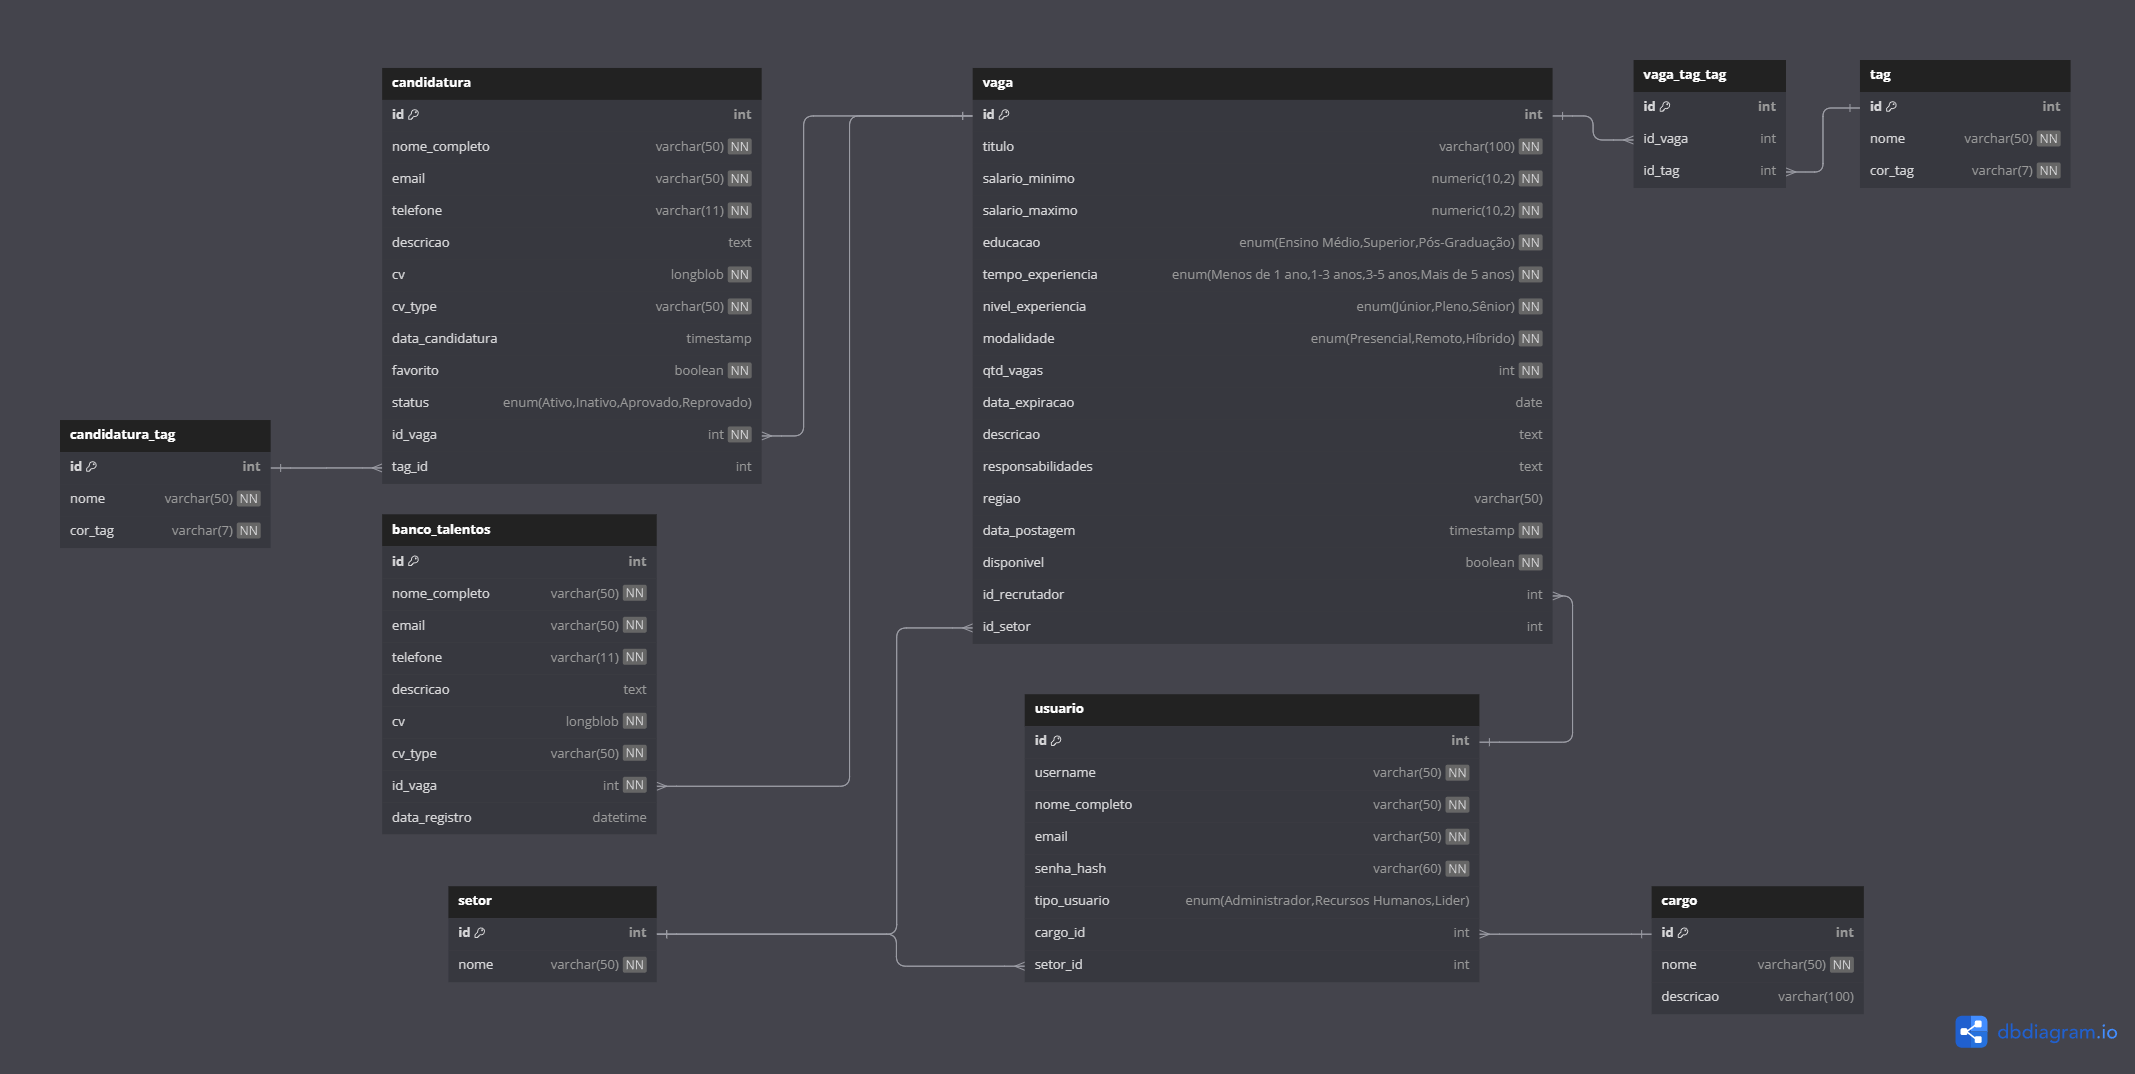 candidatura
id int
nome_completo varchar(50) NN
email varchar(50) NN
telefone varchar(11) NN
descricao text
cv longblob NN
cv_type varchar(50) NN
data_candidatura timestamp
favorito boolean NN
status enum(Ativo,Inativo,Aprovado,Reprovado)
id_vaga int NN
tag_id int
vaga
id int
titulo varchar(100) NN
salario_minimo numeric(10,2) NN
salario_maximo numeric(10,2) NN
educacao enum(Ensino Médio,Superior,Pós-Graduação) NN
tempo_experiencia enum(Menos de 1 ano,1-3 anos,3-5 anos,Mais de 5 anos) NN
nivel_experiencia enum(Júnior,Pleno,Sênior) NN
modalidade enum(Presencial,Remoto,Híbrido) NN
qtd_vagas int NN
data_expiracao date
descricao text
responsabilidades text
regiao varchar(50)
data_postagem timestamp NN
disponivel boolean NN
id_recrutador int
id_setor int
vaga_tag_tag
id int
id_vaga int
id_tag int
tag
id int
nome varchar(50) NN
cor_tag varchar(7) NN
candidatura_tag
id int
nome varchar(50) NN
cor_tag varchar(7) NN
banco_talentos
id int
nome_completo varchar(50) NN
email varchar(50) NN
telefone varchar(11) NN
descricao text
cv longblob NN
cv_type varchar(50) NN
id_vaga int NN
data_registro datetime
usuario
id int
username varchar(50) NN
nome_completo varchar(50) NN
email varchar(50) NN
senha_hash varchar(60) NN
tipo_usuario enum(Administrador,Recursos Humanos,Lider)
cargo_id int
setor_id int
setor
id int
nome varchar(50) NN
cargo
id int
nome varchar(50) NN
descricao varchar(100)
dbdiagram.io